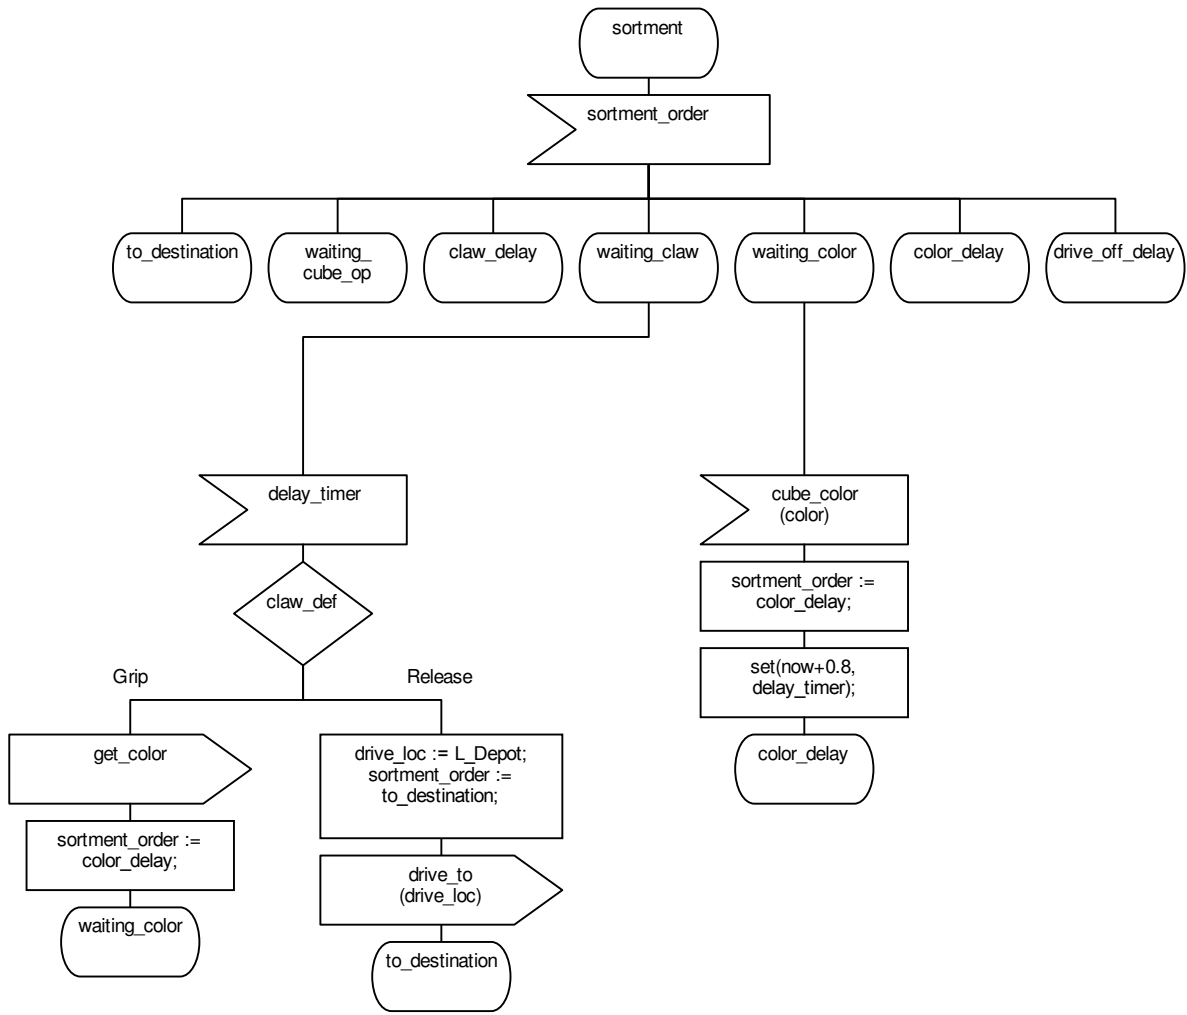 sortment
sortment_order
to_destination
waiting_
cube_op
claw_delay
waiting_claw
waiting_color
color_delay
drive_off_delay
delay_timer
cube_color
(color)
claw_def
sortment_order :=
color_delay;
set(now+0.8,
delay_timer);
color_delay
Grip
Release
get_color
drive_loc := L_Depot;
sortment_order :=
to_destination;
sortment_order :=
color_delay;
drive_to
(drive_loc)
waiting_color
to_destination